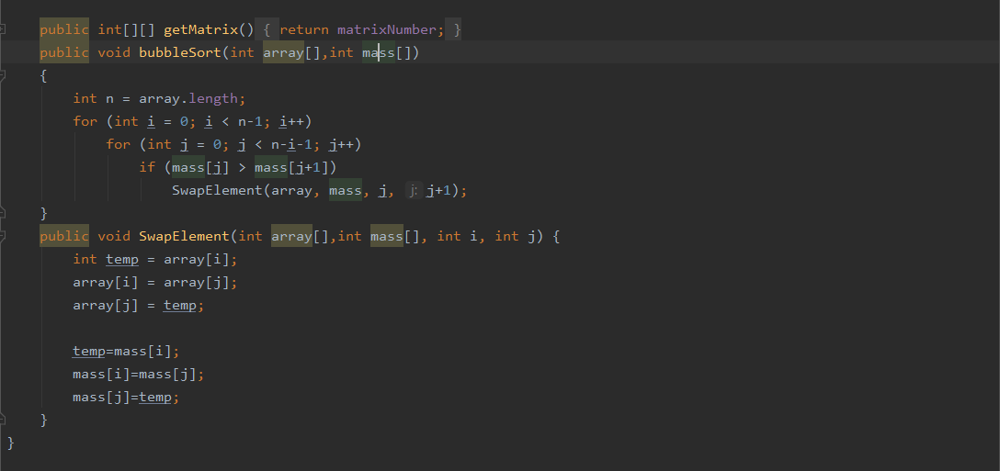 public int[][] getMatrix() { return matrixNumber; }
public void bubbleSort(int array[],int mass[])
{
int n = array.length;
for (int i = 0; i < n-1; i++)
for (int j = 0; j < n-i-1; j++)
if (mass[j] > mass[j+1])
SwapElement(array, mass, j, j: j+1);
}
public void SwapElement(int array[],int mass[], int i, int j) {
int temp = array[i];
array[i] = array[j];
array[j] = temp;
temp=mass[i];
mass[i]=mass[j];
mass[j]=temp;
}
}